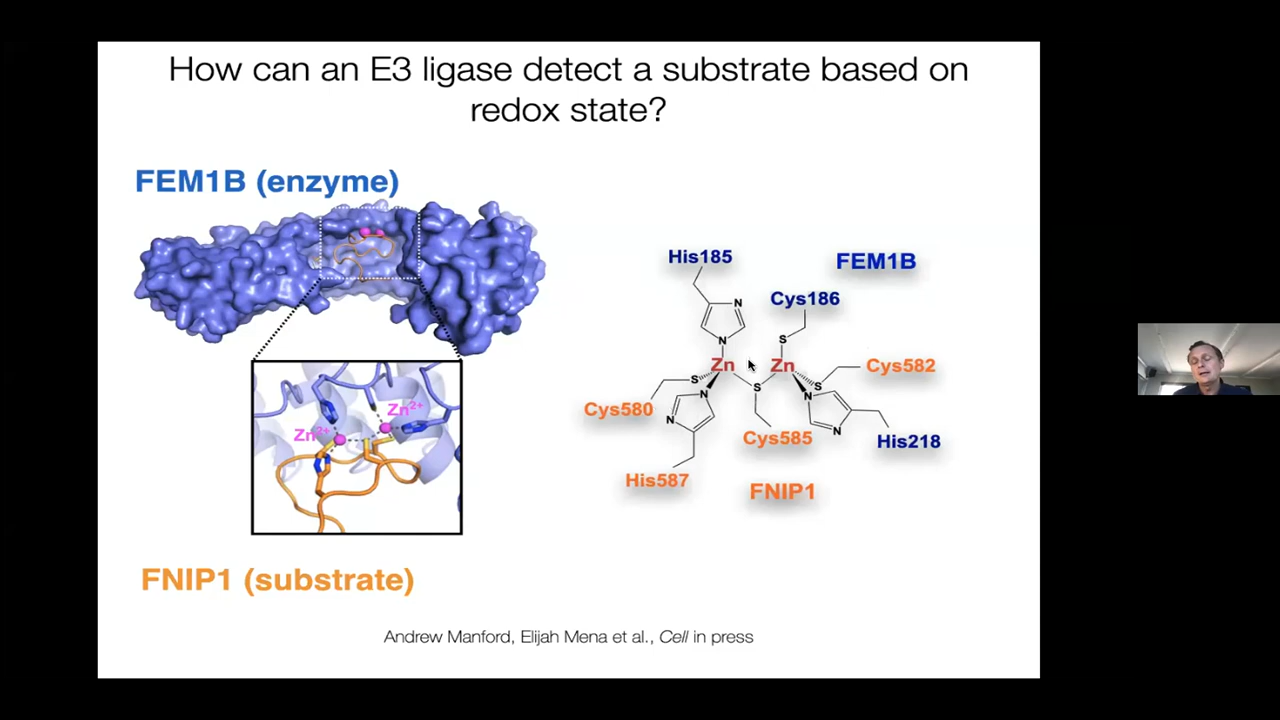 How can an E3 ligase detect a substrate based on
redox state?
FEM1B (enzyme)
Zn2+
Zn2+
FNIP1 (substrate)
His185
FEM1B
Cys186
N
S
N
Zn
Zn
Cys582
S
S
S
N
N
Cys580
N
Cys585
N
His218
His587
FNIP1
Andrew Manford, Elijah Mena et al., Cell in press